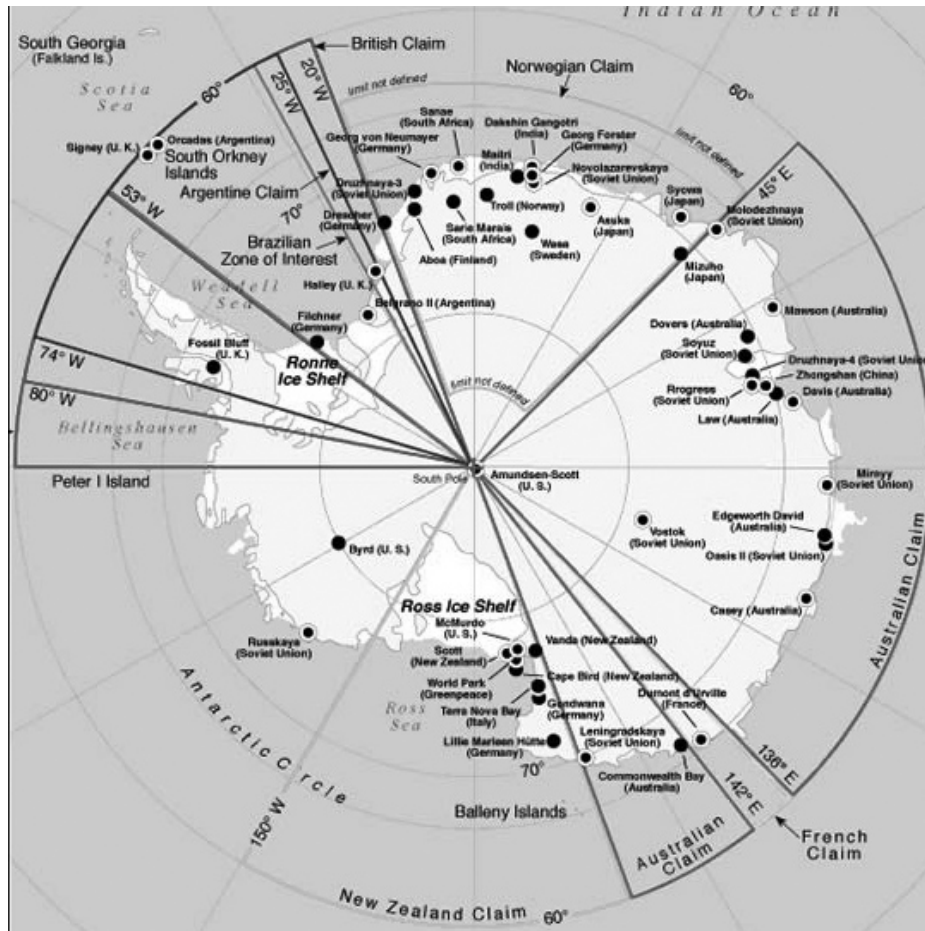 Indian Ocean
South Georgia
(Falkland Is.)
British Claim
20° W
25° W
Norwegian Claim
limit not defined
60°
60°
Scotia
Sea
Orcadas (Argentina)
Signey (U. K.)
South Orkney
Islands
Sanae
(South Africa)
Georg von Neumayer
(Germany)
Dakshin Gangotri
(India)
Georg Forster
(Germany)
Maitri
(India)
Novolazarevskaya
(Soviet Union)
limit not defined
45° E
Argentine Claim
53° W
70°
Druzhnaya-3
(Soviet Union)
Troll (Norway)
Syowa
(Japan)
Molodezhnaya
(Soviet Union)
Drescher
(Germany)
Sarie Marais
(South Africa)
Asuka
(Japan)
Wasa
(Sweden)
Brazilian
Zone of Interest
Aboa (Finland)
Mizuho
(Japan)
Weddell
Sea
Halley (U. K.)
Belgrano II (Argentina)
Mawson (Australia)
Filchner
(Germany)
Dovers (Australia)
Soyuz
(Soviet Union)
Fossil Bluff
(U. K.)
Ronne
Ice Shelf
Druzhnaya-4 (Soviet Union
Zhongshan (China)
74° W
80° W
limit not defined
Rrogress
(Soviet Union)
Davis (Australia)
Law (Australia)
Bellingshausen
Sea
Peter I Island
South Pole
Amundsen-Scott
(U. S.)
Mirnyy
(Soviet Union)
Vostok
(Soviet Union)
Edgeworth David
(Australia)
Oasis II (Soviet Union)
Byrd (U. S.)
Australian Claim
Casey (Australia)
Ross Ice Shelf
McMurdo
(U. S.)
Russkaya
(Soviet Union)
Scott
(New Zealand)
Vanda (New Zealand)
World Park
(Greenpeace)
Cape Bird (New Zealand)
Dumont d'Urville
(France)
Ross
Sea
Terra Nova Bay
(Italy)
Gondwana
(Germany)
Leningradskaya
(Soviet Union)
Lillie Marleen Hütte
(Germany)
Antarctic Circle
70°
Commonwealth Bay
(Australia)
136° E
142° E
150° W
Balleny Islands
Australian
Claim
French
Claim
New Zealand Claim
60°